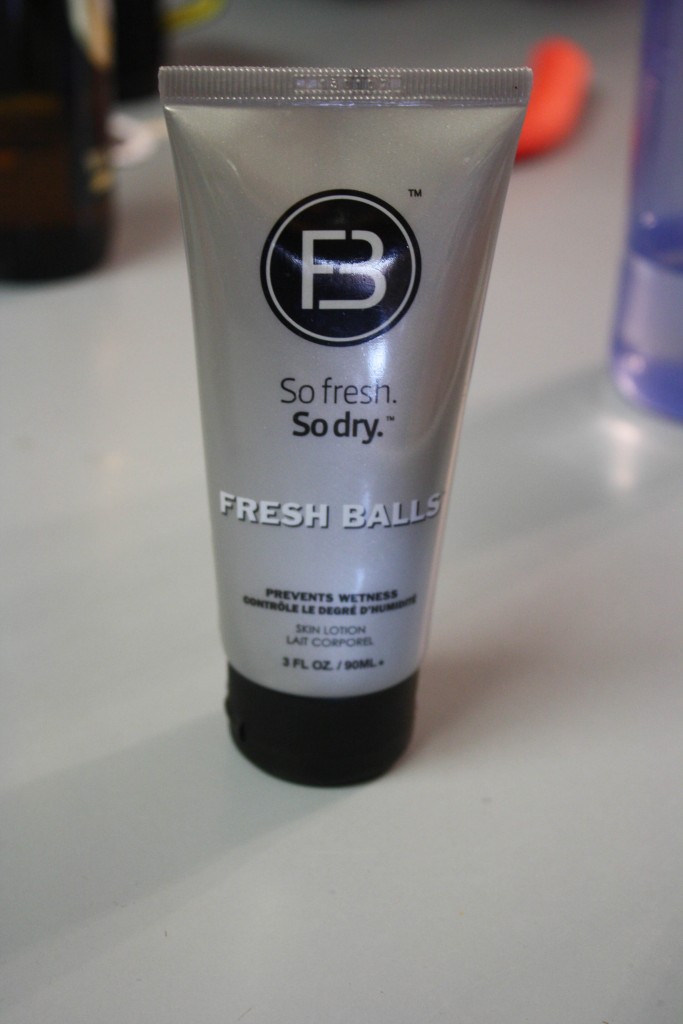 FB ™
So fresh.
So dry.™
FRESH BALLS
PREVENTS WETNESS
CONTRÔLE LE DEGRÉ D'HUMIDITÉ
SKIN LOTION
LAIT CORPOREL
3 FL OZ. / 90ML